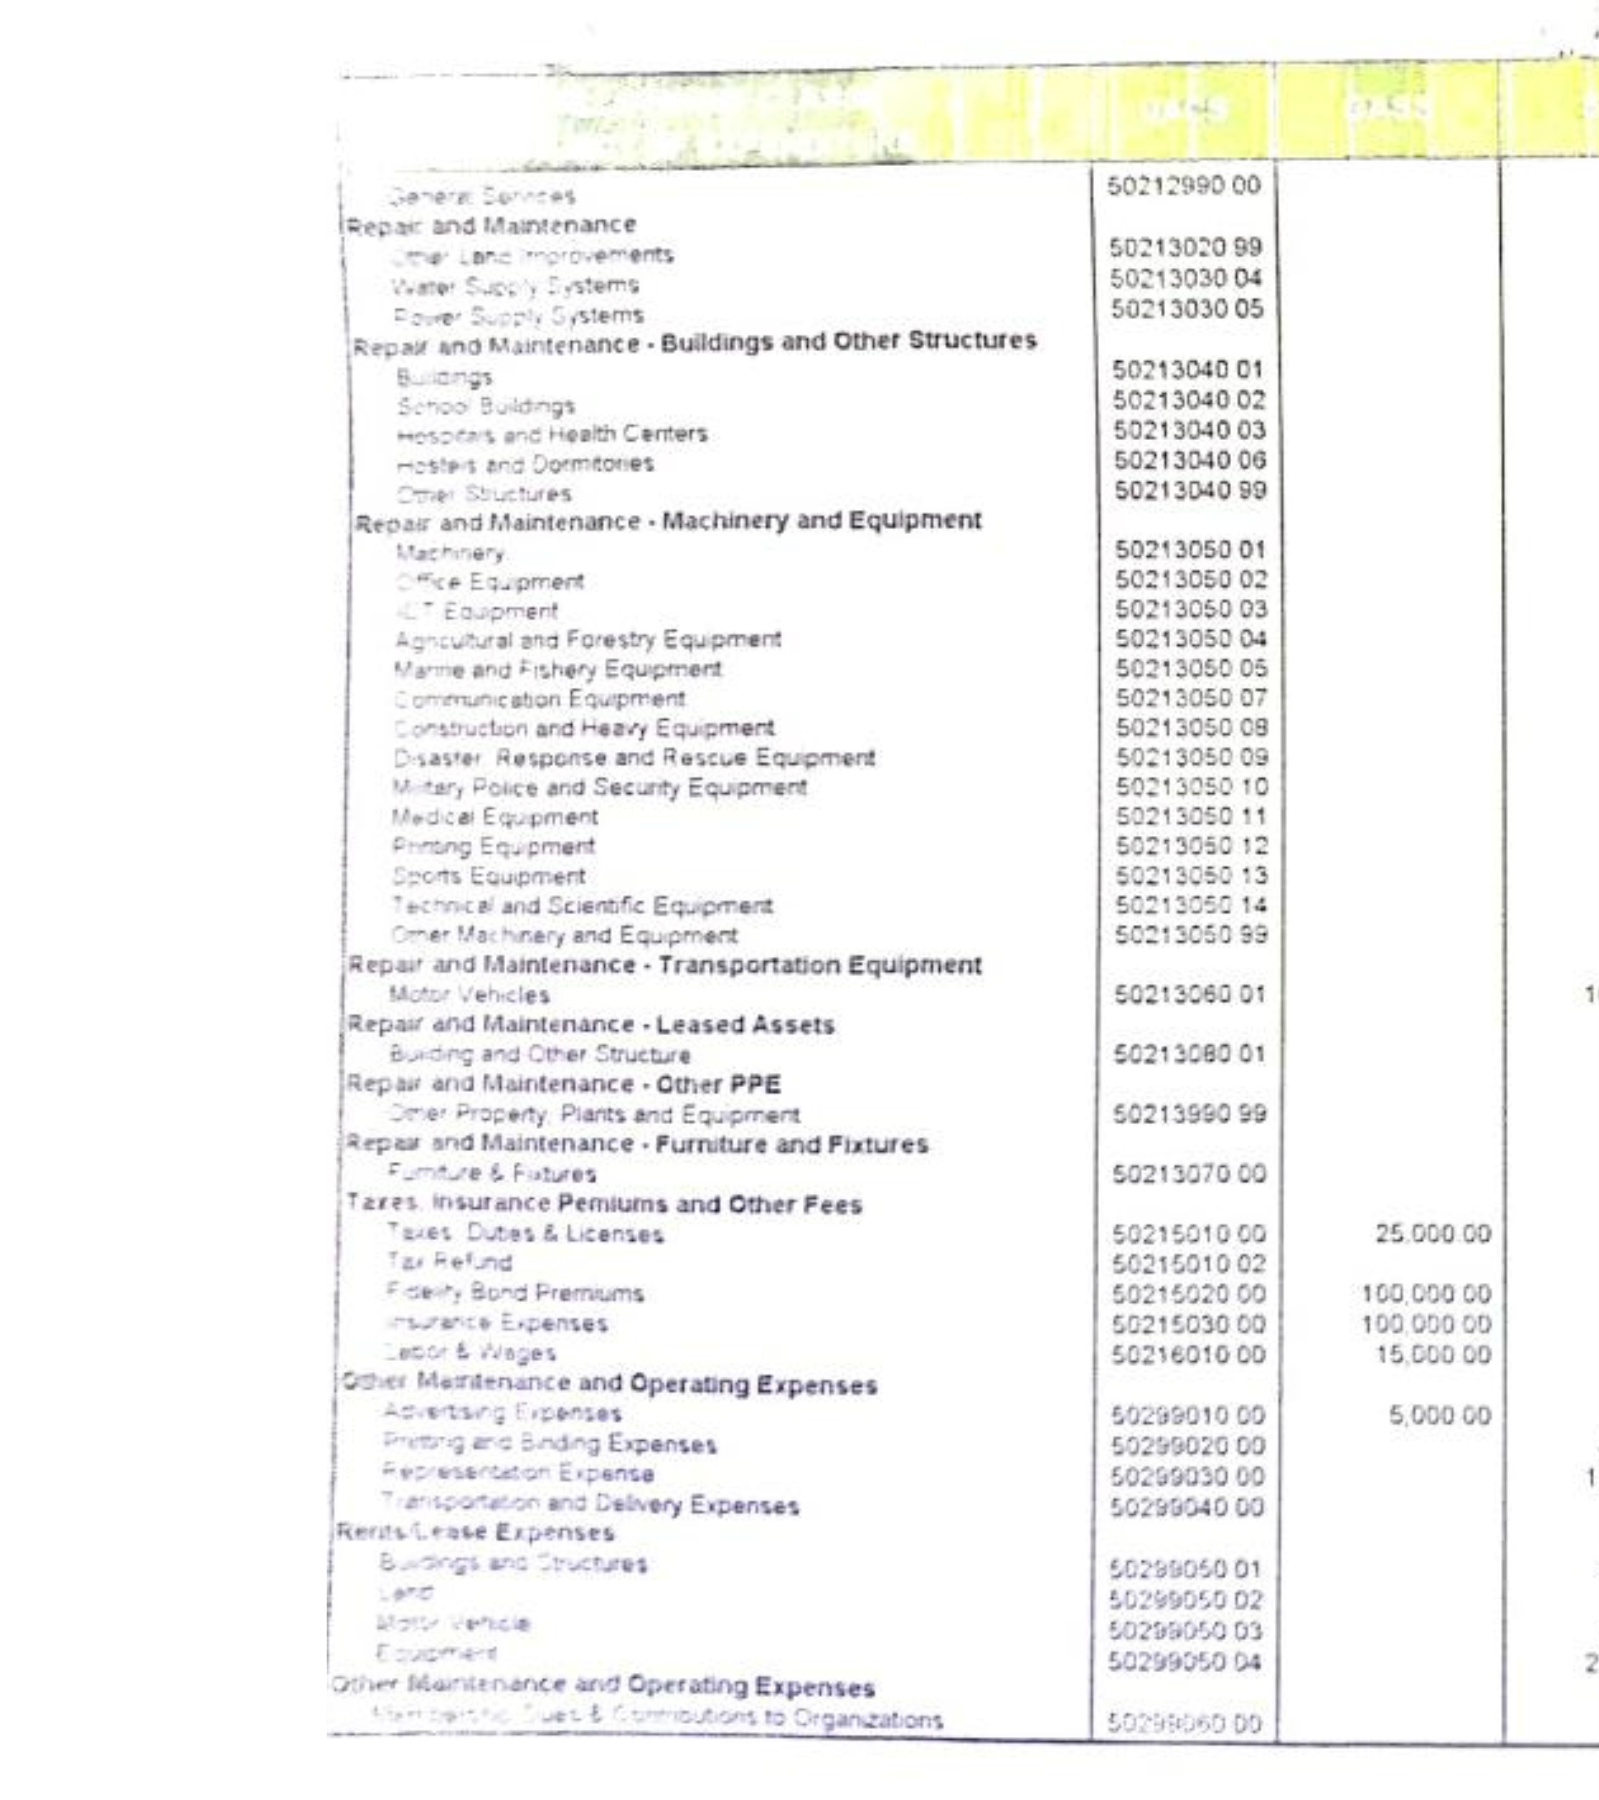 General Services 50212990 00
Repair and Maintenance
Other Land Improvements 50213020 99
Water Supply Systems 50213030 04
Power Supply Systems 50213030 05
Repair and Maintenance - Buildings and Other Structures
Buildings 50213040 01
School Buildings 50213040 02
Hospitals and Health Centers 50213040 03
Hostels and Dormitories 50213040 06
Other Structures 50213040 99
Repair and Maintenance - Machinery and Equipment
Machinery 50213050 01
Office Equipment 50213050 02
ICT Equipment 50213050 03
Agricultural and Forestry Equipment 50213050 04
Marine and Fishery Equipment 50213050 05
Communication Equipment 50213050 07
Construction and Heavy Equipment 50213050 08
Disaster, Response and Rescue Equipment 50213050 09
Military Police and Security Equipment 50213050 10
Medical Equipment 50213050 11
Printing Equipment 50213050 12
Sports Equipment 50213050 13
Technical and Scientific Equipment 50213050 14
Other Machinery and Equipment 50213050 99
Repair and Maintenance - Transportation Equipment
Motor Vehicles 50213060 01
Repair and Maintenance - Leased Assets
Building and Other Structure 50213080 01
Repair and Maintenance - Other PPE
Other Property, Plants and Equipment 50213990 99
Repair and Maintenance - Furniture and Fixtures
Furniture & Fixtures 50213070 00
Taxes, Insurance Pemiums and Other Fees
Taxes, Duties & Licenses 50215010 00 25,000.00
Tax Refund 50215010 02
Fidelity Bond Premiums 50215020 00 100,000.00
Insurance Expenses 50215030 00 100,000.00
Labor & Wages 50216010 00 15,000.00
Other Maintenance and Operating Expenses
Advertising Expenses 50299010 00 5,000.00
Printing and Binding Expenses 50299020 00
Representation Expense 50299030 00
Transportation and Delivery Expenses 50299040 00
Rents/Lease Expenses
Buildings and Structures 50299050 01
Land 50299050 02
Motor Vehicle 50299050 03
Equipment 50299050 04
Other Maintenance and Operating Expenses
Membership Dues & Contributions to Organizations 50299060 00